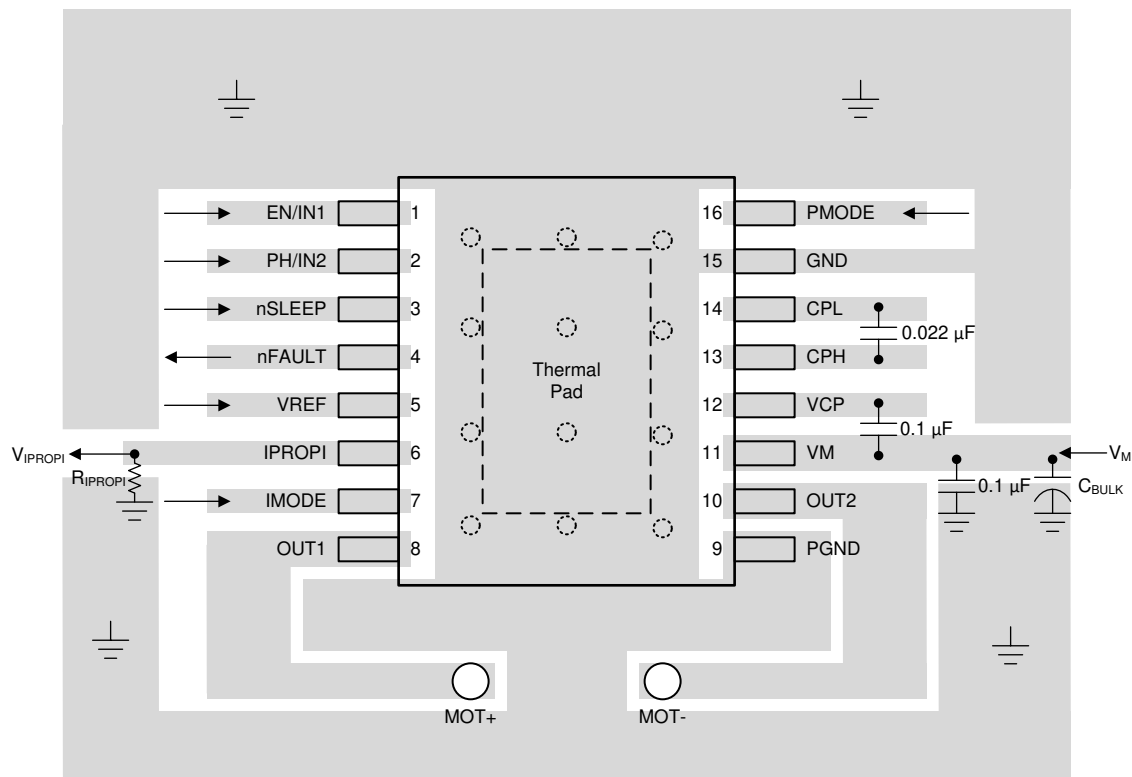 EN/IN1 1
PH/IN2 2
nSLEEP 3
nFAULT 4
VREF 5
VIPROPI
IPROPI 6
RIPROPI
IMODE 7
OUT1 8
Thermal
Pad
16 PMODE
15 GND
14 CPL
0.022 µF
13 CPH
12 VCP
0.1 µF
11 VM
VM
0.1 µF
CBULK
10 OUT2
9 PGND
MOT+
MOT-